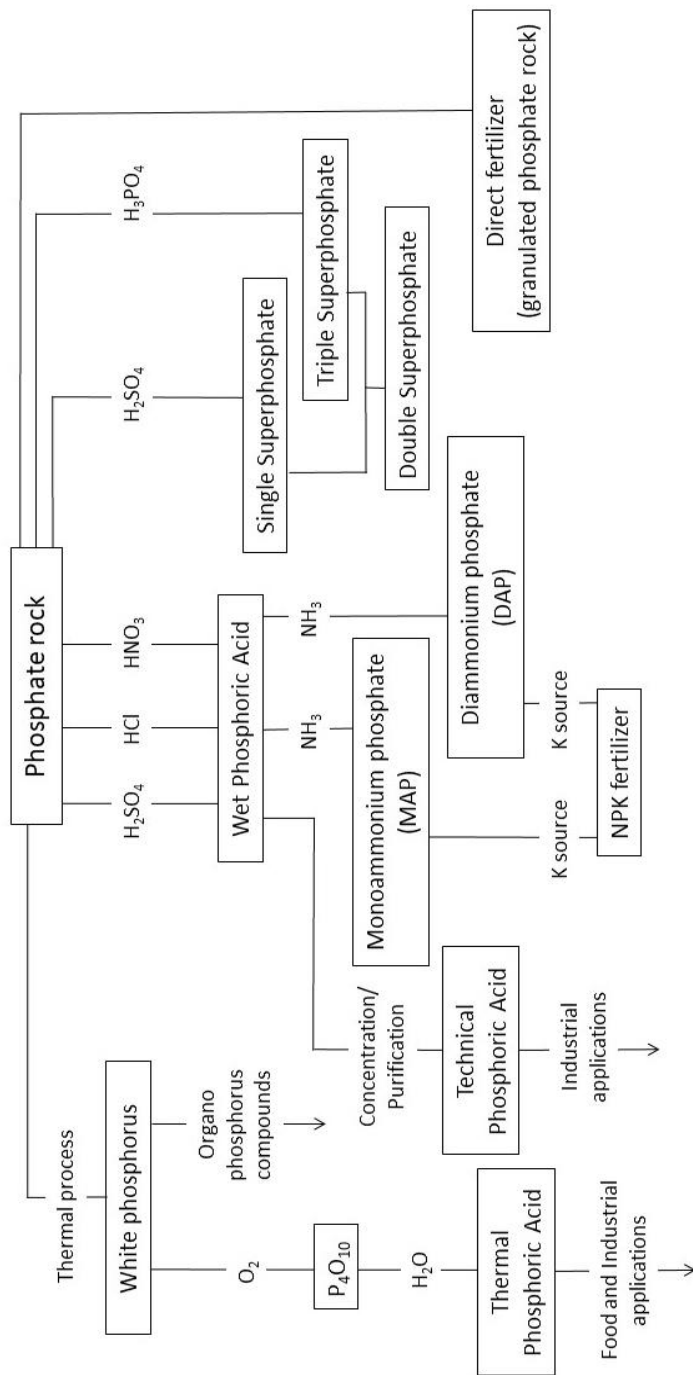 Phosphate rock
Thermal process
H₂SO₄
HCl
HNO₃
H₂SO₄
H₃PO₄
White phosphorus
Wet Phosphoric Acid
Single Superphosphate
Triple Superphosphate
Double Superphosphate
Direct fertilizer
(granulated phosphate rock)
O₂
Organo
phosphorus
compounds
P₄O₁₀
H₂O
Thermal
Phosphoric Acid
Food and Industrial
applications
Concentration/
Purification
Technical
Phosphoric Acid
Industrial
applications
NH₃
NH₃
Monoammonium phosphate
(MAP)
Diammonium phosphate
(DAP)
K source
K source
NPK fertilizer